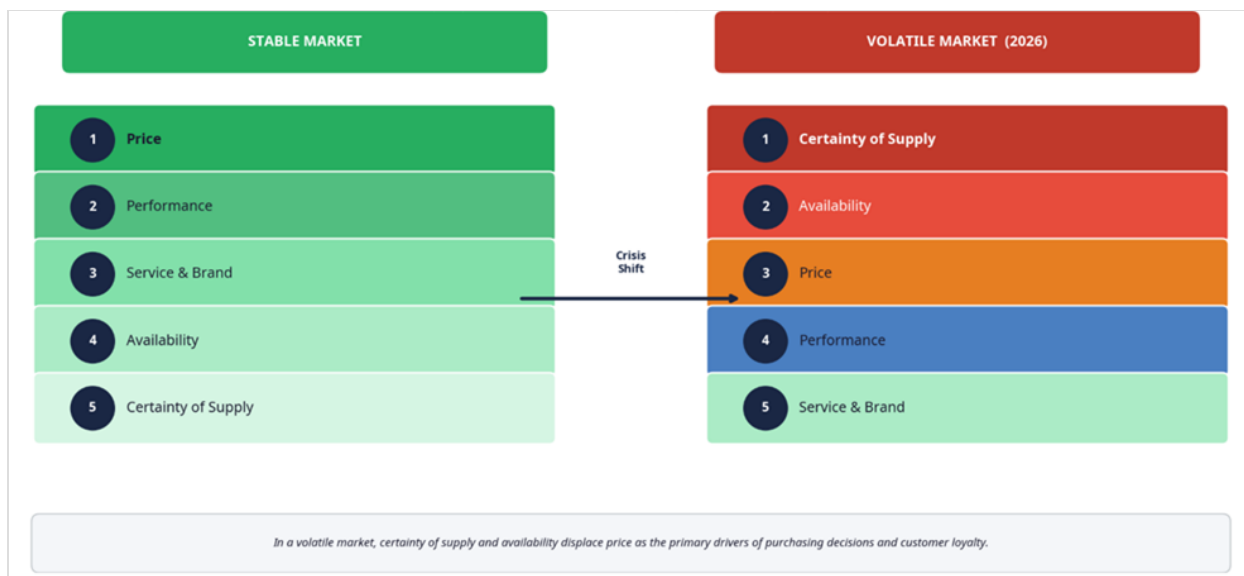 STABLE MARKET
1 Price
2 Performance
3 Service & Brand
4 Availability
5 Certainty of Supply
Crisis
Shift
VOLATILE MARKET (2026)
1 Certainty of Supply
2 Availability
3 Price
4 Performance
5 Service & Brand
In a volatile market, certainty of supply and availability displace price as the primary drivers of purchasing decisions and customer loyalty.